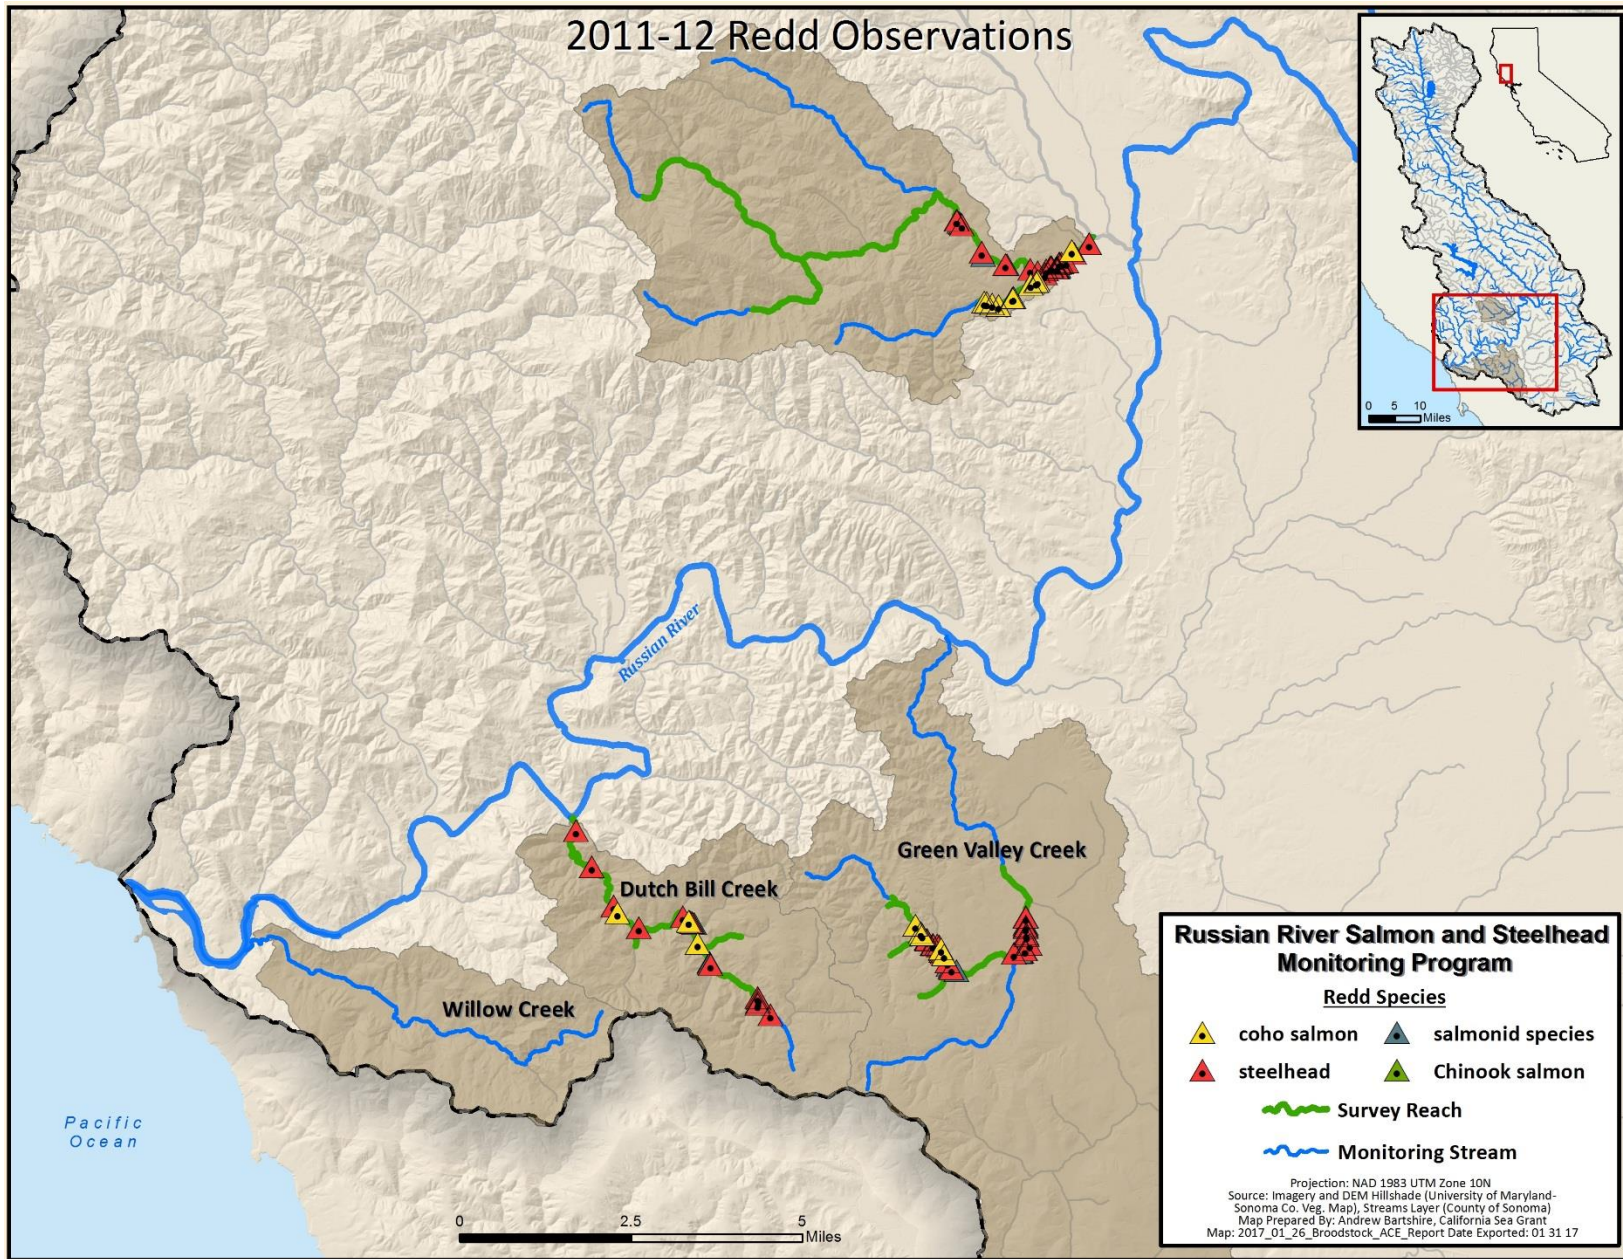 2011-12 Redd Observations
0 5 10
Miles
Russian River
Green Valley Creek
Dutch Bill Creek
Willow Creek
Pacific
Ocean
0 2.5 5
Miles
Russian River Salmon and Steelhead
Monitoring Program
Redd Species
coho salmon salmonid species
steelhead Chinook salmon
Survey Reach
Monitoring Stream
Projection: NAD 1983 UTM Zone 10N
Source: Imagery and DEM Hillshade (University of Maryland-
Sonoma Co. Veg. Map), Streams Layer (County of Sonoma)
Map Prepared By: Andrew Bartshire, California Sea Grant
Map: 2017_01_26_Broodstock_ACE_Report Date Exported: 01 31 17